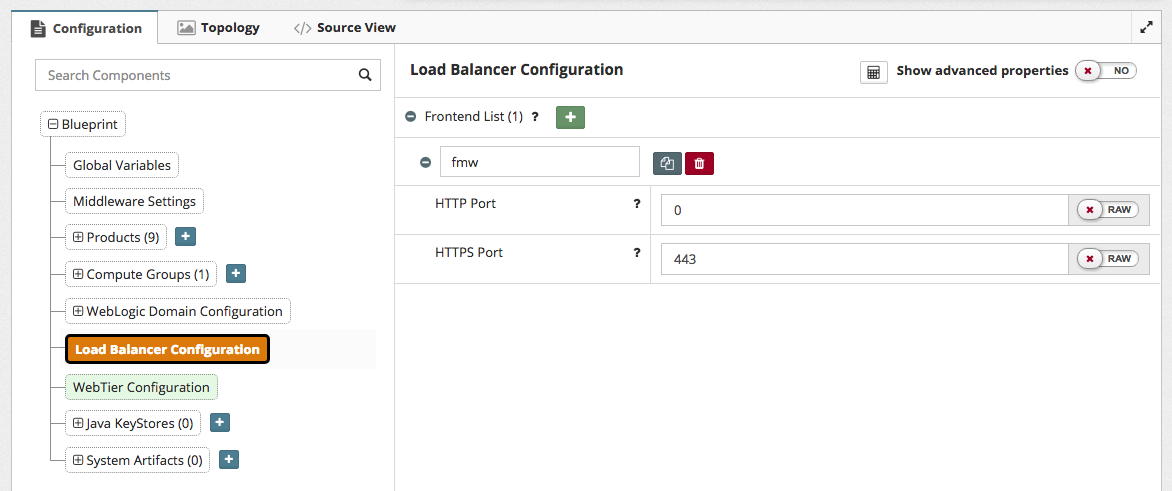 Configuration
Topology
</> Source View
Search Components
Blueprint
Global Variables
Middleware Settings
Products (9)
Compute Groups (1)
WebLogic Domain Configuration
Load Balancer Configuration
WebTier Configuration
Java KeyStores (0)
System Artifacts (0)
Load Balancer Configuration
Show advanced properties NO
Frontend List (1) ?
fmw
HTTP Port ? 0 RAW
HTTPS Port ? 443 RAW